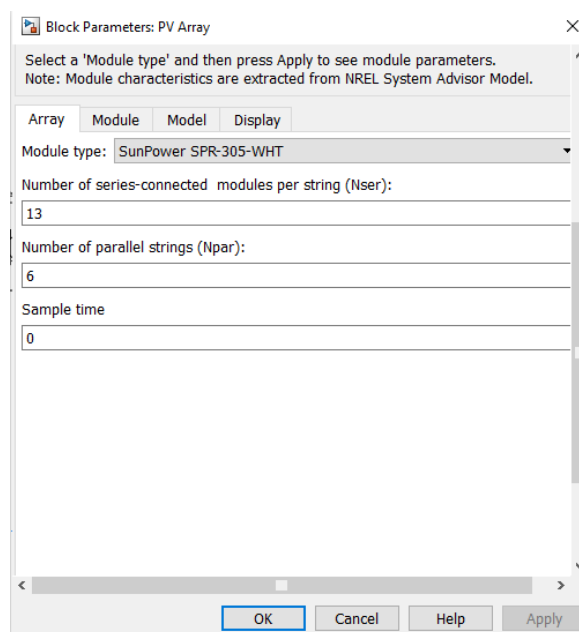 Block Parameters: PV Array
Select a 'Module type' and then press Apply to see module parameters.
Note: Module characteristics are extracted from NREL System Advisor Model.
Array Module Model Display
Module type: SunPower SPR-305-WHT
Number of series-connected modules per string (Nser):
13
Number of parallel strings (Npar):
6
Sample time
0
OK Cancel Help Apply